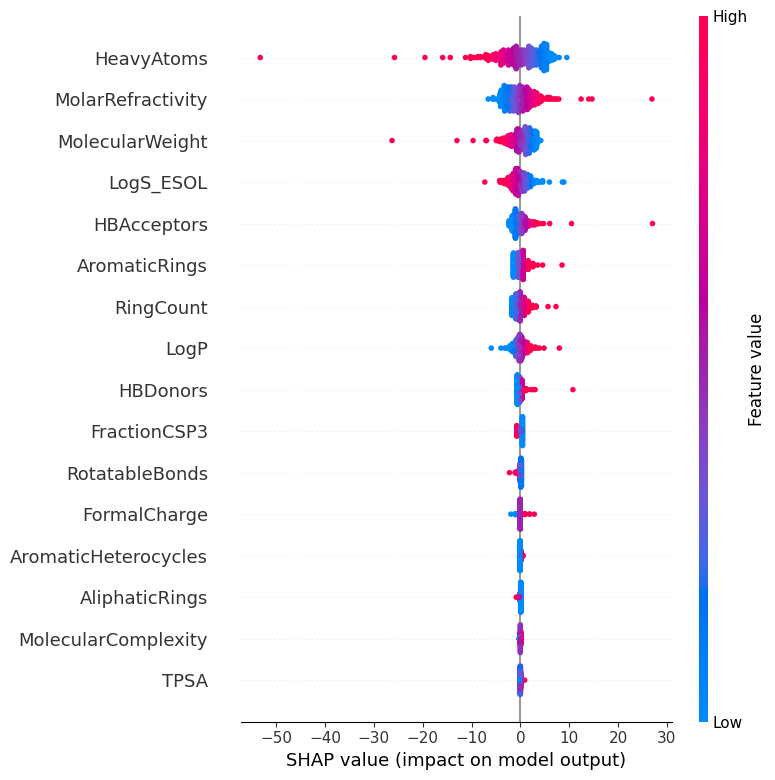 High
HeavyAtoms
MolarRefractivity
MolecularWeight
LogS_ESOL
HBAcceptors
AromaticRings
RingCount
LogP
HBDonors
FractionCSP3
RotatableBonds
FormalCharge
AromaticHeterocycles
AliphaticRings
MolecularComplexity
TPSA
Feature value
Low
−50 −40 −30 −20 −10 0 10 20 30
SHAP value (impact on model output)